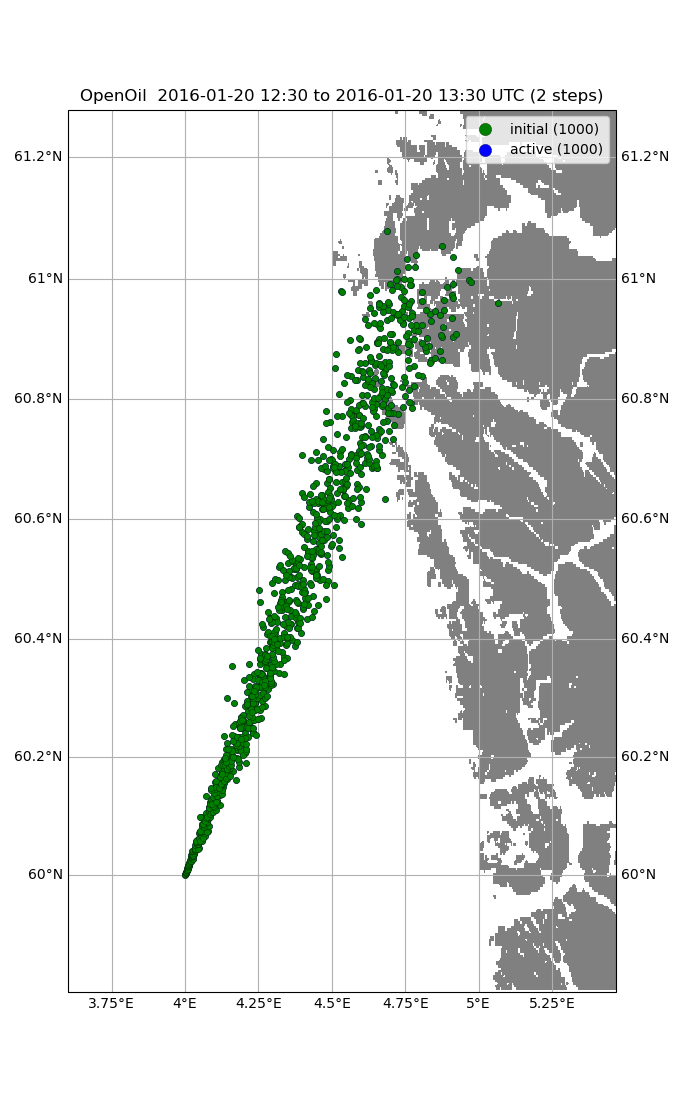 OpenOil  2016-01-20 12:30 to 2016-01-20 13:30 UTC (2 steps)
initial (1000)
active (1000)
61.2°N 61.2°N
61°N 61°N
60.8°N 60.8°N
60.6°N 60.6°N
60.4°N 60.4°N
60.2°N 60.2°N
60°N 60°N
3.75°E 4°E 4.25°E 4.5°E 4.75°E 5°E 5.25°E